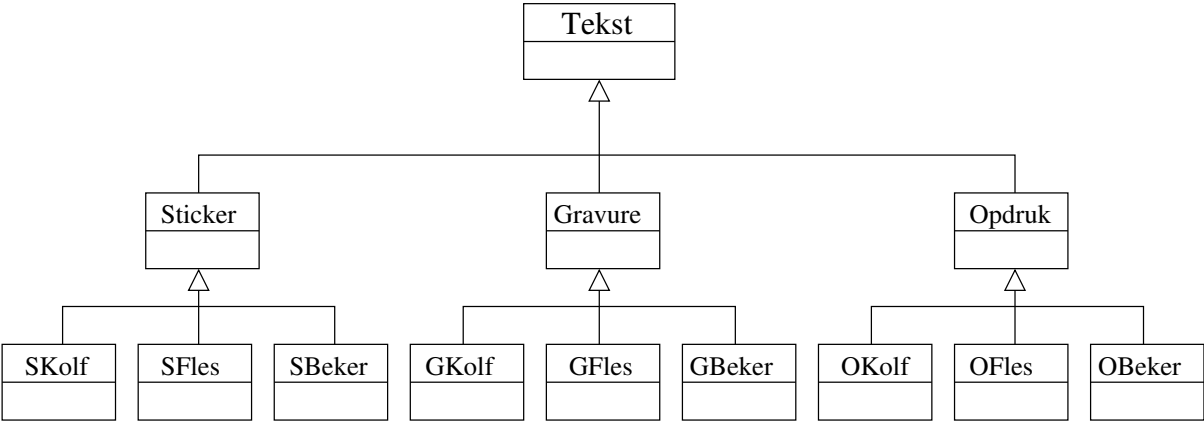 Tekst
Sticker
Gravure
Opdruk
SKolf
SFles
SBeker
GKolf
GFles
GBeker
OKolf
OFles
OBeker